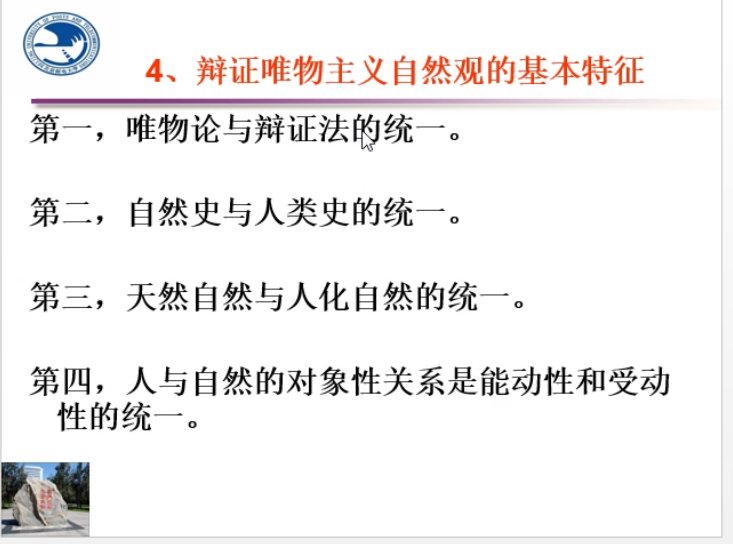 4、辩证唯物主义自然观的基本特征
第一，唯物论与辩证法的统一。
第二，自然史与人类史的统一。
第三，天然自然与人化自然的统一。
第四，人与自然的对象性关系是能动性和受动
性的统一。